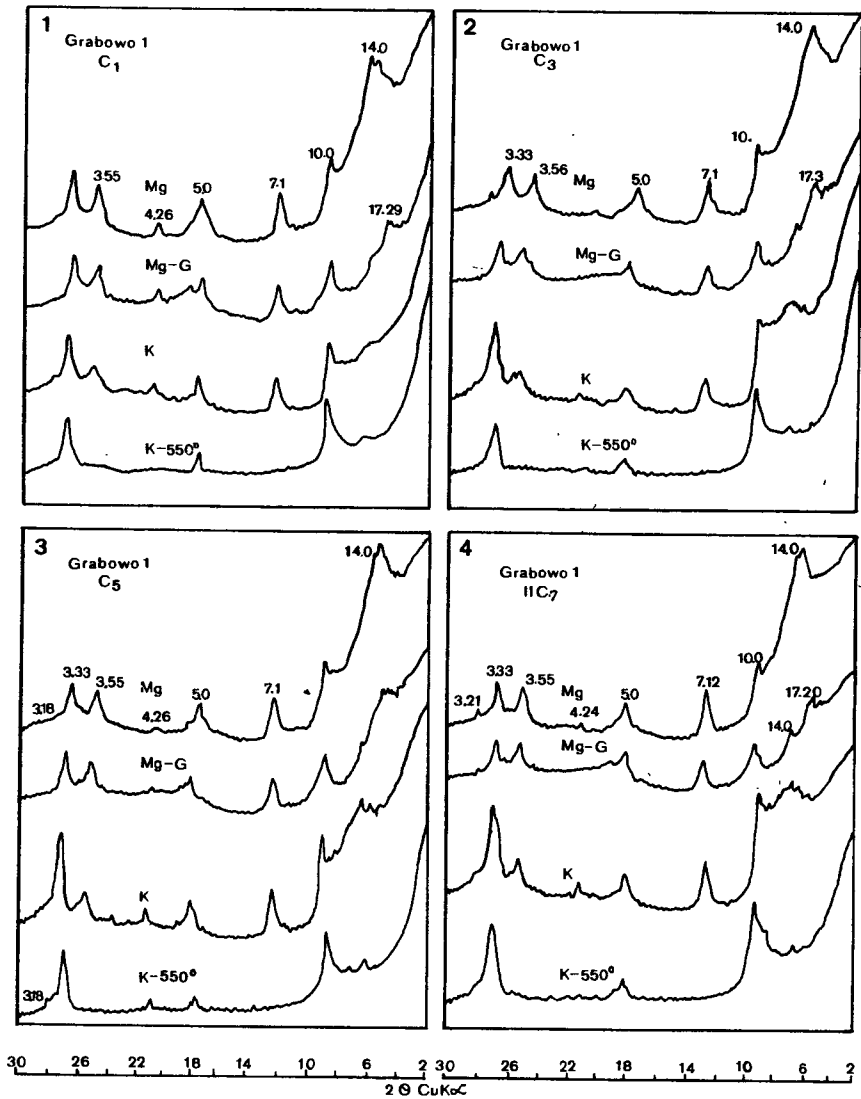 1
Grabowo 1
C1
14.0
10.0
3.55
Mg
5.0
7.1
4.26
17.29
Mg-G
K
K-550°
2
Grabowo 1
C3
14.0
10.
3.33
3.56
Mg
5.0
7.1
17.3
Mg-G
K
K-550°
3
Grabowo 1
C5
14.0
3.33
3.55
Mg
5.0
7.1
3.18
4.26
Mg-G
K
K-550°
3.18
4
Grabowo 1
II C7
14.0
10.0
3.33
3.55
Mg
7.12
3.21
4.24
5.0
17.20
14.0
Mg-G
K
K-550°
30 26 22 18 14 10 6 2 30 26 22 18 14 10 6 2
2 Θ CuK∝